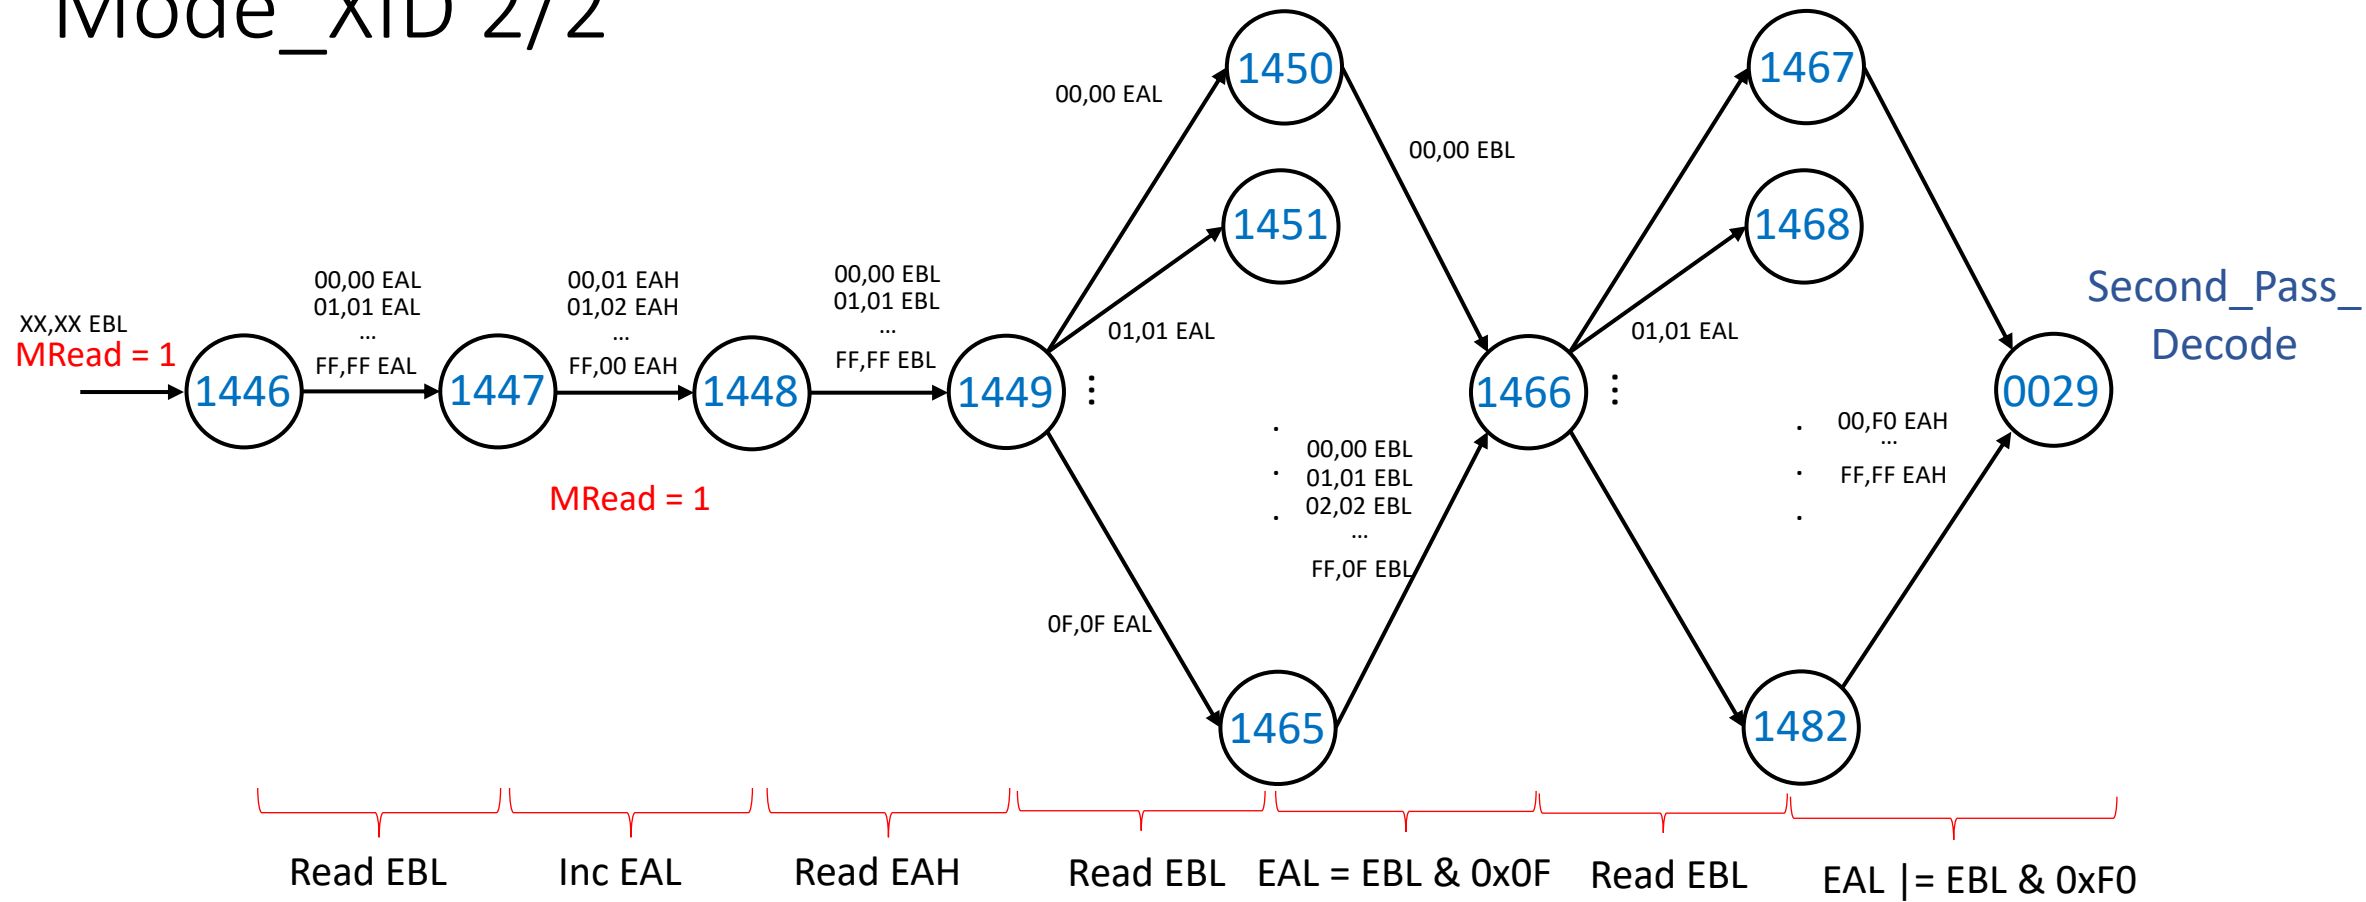 Mode_XID 2/2
XX,XX EBL
MRead = 1
1446
00,00 EAL
01,01 EAL
...
FF,FF EAL
1447
00,01 EAH
01,02 EAH
...
FF,00 EAH
MRead = 1
1448
00,00 EBL
01,01 EBL
...
FF,FF EBL
1449
00,00 EAL
01,01 EAL
⋮
0F,0F EAL
1450
1451
.
.
.
1465
00,00 EBL
00,00 EBL
01,01 EBL
02,02 EBL
...
FF,0F EBL
1466
01,01 EAL
⋮
1467
1468
.
.
.
1482
00,F0 EAH
...
FF,FF EAH
0029
Second_Pass_
Decode
Read EBL
Inc EAL
Read EAH
Read EBL
EAL = EBL & 0x0F
Read EBL
EAL |= EBL & 0xF0